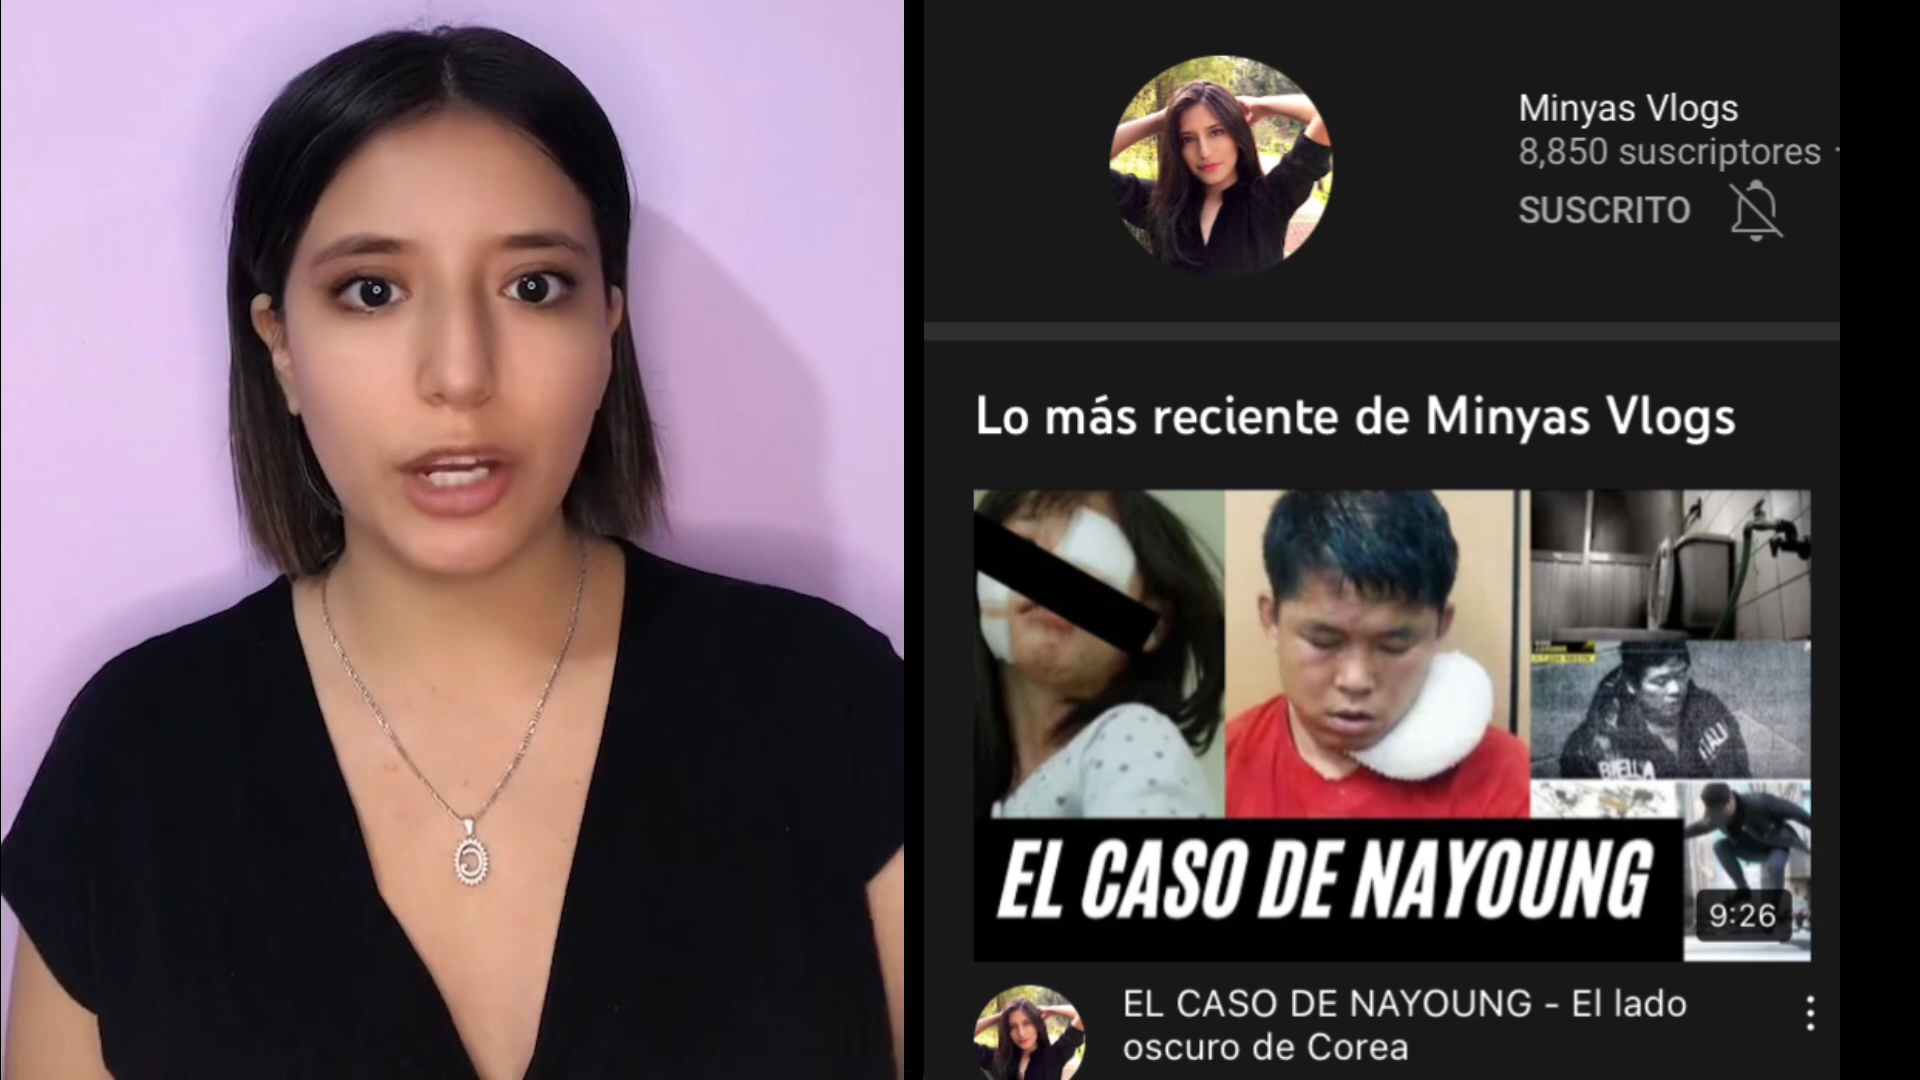 Minyas Vlogs
8,850 suscriptores
SUSCRITO
Lo más reciente de Minyas Vlogs
BIELLA
EL CASO DE NAYOUNG
9:26
EL CASO DE NAYOUNG - El lado
oscuro de Corea